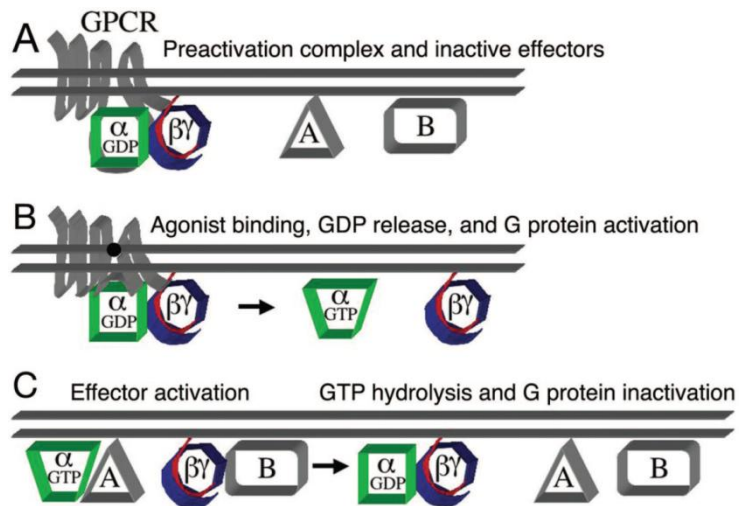 A
GPCR
Preactivation complex and inactive effectors
α
GDP
βγ
A
B
B
Agonist binding, GDP release, and G protein activation
α
GDP
βγ
α
GTP
βγ
C
Effector activation
GTP hydrolysis and G protein inactivation
α
GTP
A
βγ
B
α
GDP
βγ
A
B